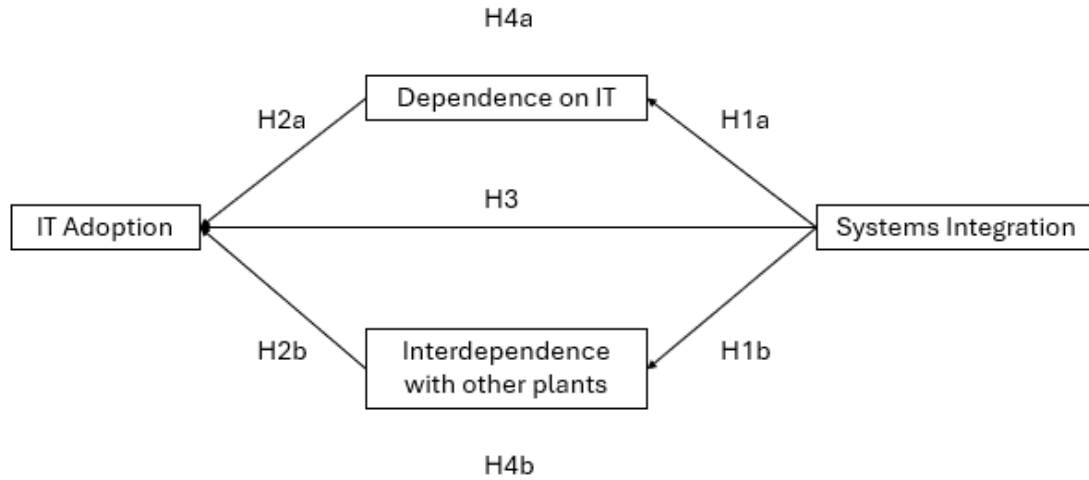 H4a
Dependence on IT
H2a
H1a
H3
IT Adoption
Systems Integration
H2b
Interdependence
with other plants
H1b
H4b